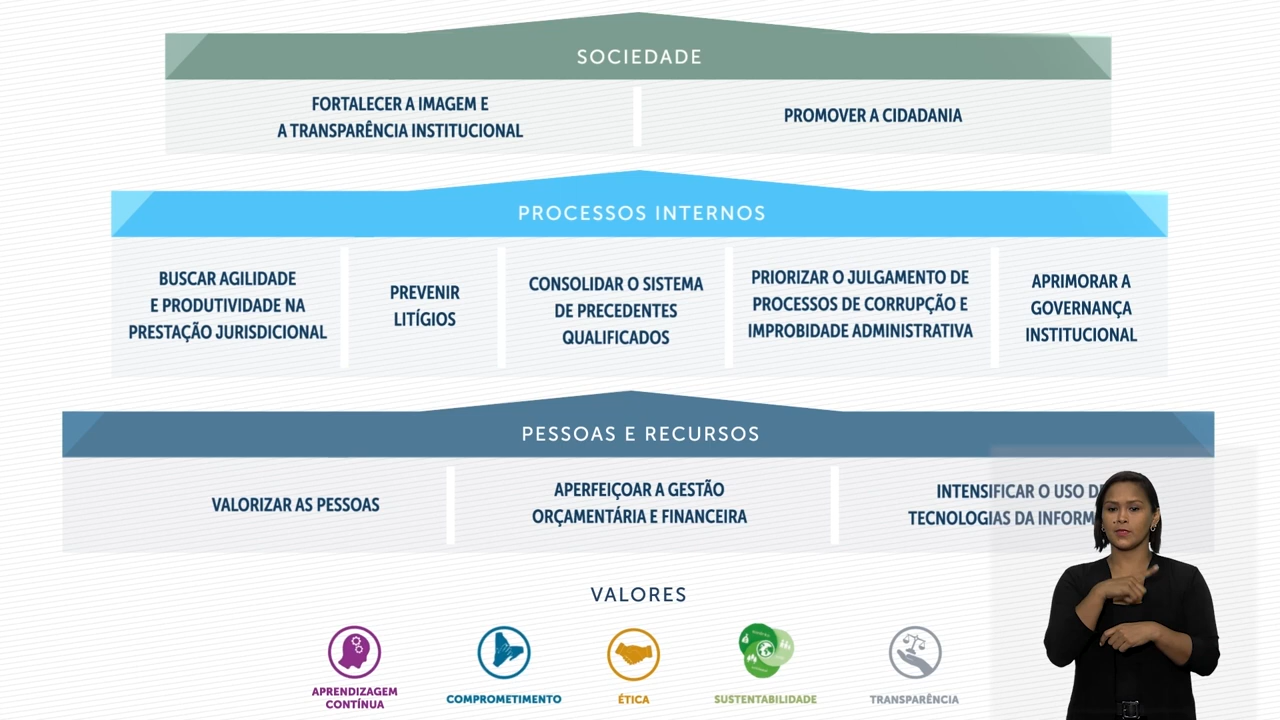 SOCIEDADE
FORTALECER A IMAGEM E
A TRANSPARÊNCIA INSTITUCIONAL
PROMOVER A CIDADANIA
PROCESSOS INTERNOS
BUSCAR AGILIDADE
E PRODUTIVIDADE NA
PRESTAÇÃO JURISDICIONAL
PREVENIR
LITÍGIOS
CONSOLIDAR O SISTEMA
DE PRECEDENTES
QUALIFICADOS
PRIORIZAR O JULGAMENTO DE
PROCESSOS DE CORRUPÇÃO E
IMPROBIDADE ADMINISTRATIVA
APRIMORAR A
GOVERNANÇA
INSTITUCIONAL
PESSOAS E RECURSOS
VALORIZAR AS PESSOAS
APERFEIÇOAR A GESTÃO
ORÇAMENTÁRIA E FINANCEIRA
INTENSIFICAR O USO
TECNOLOGIAS DA
VALORES
APRENDIZAGEM
CONTÍNUA
COMPROMETIMENTO
ÉTICA
SUSTENTABILIDADE
TRANSPARÊNCIA